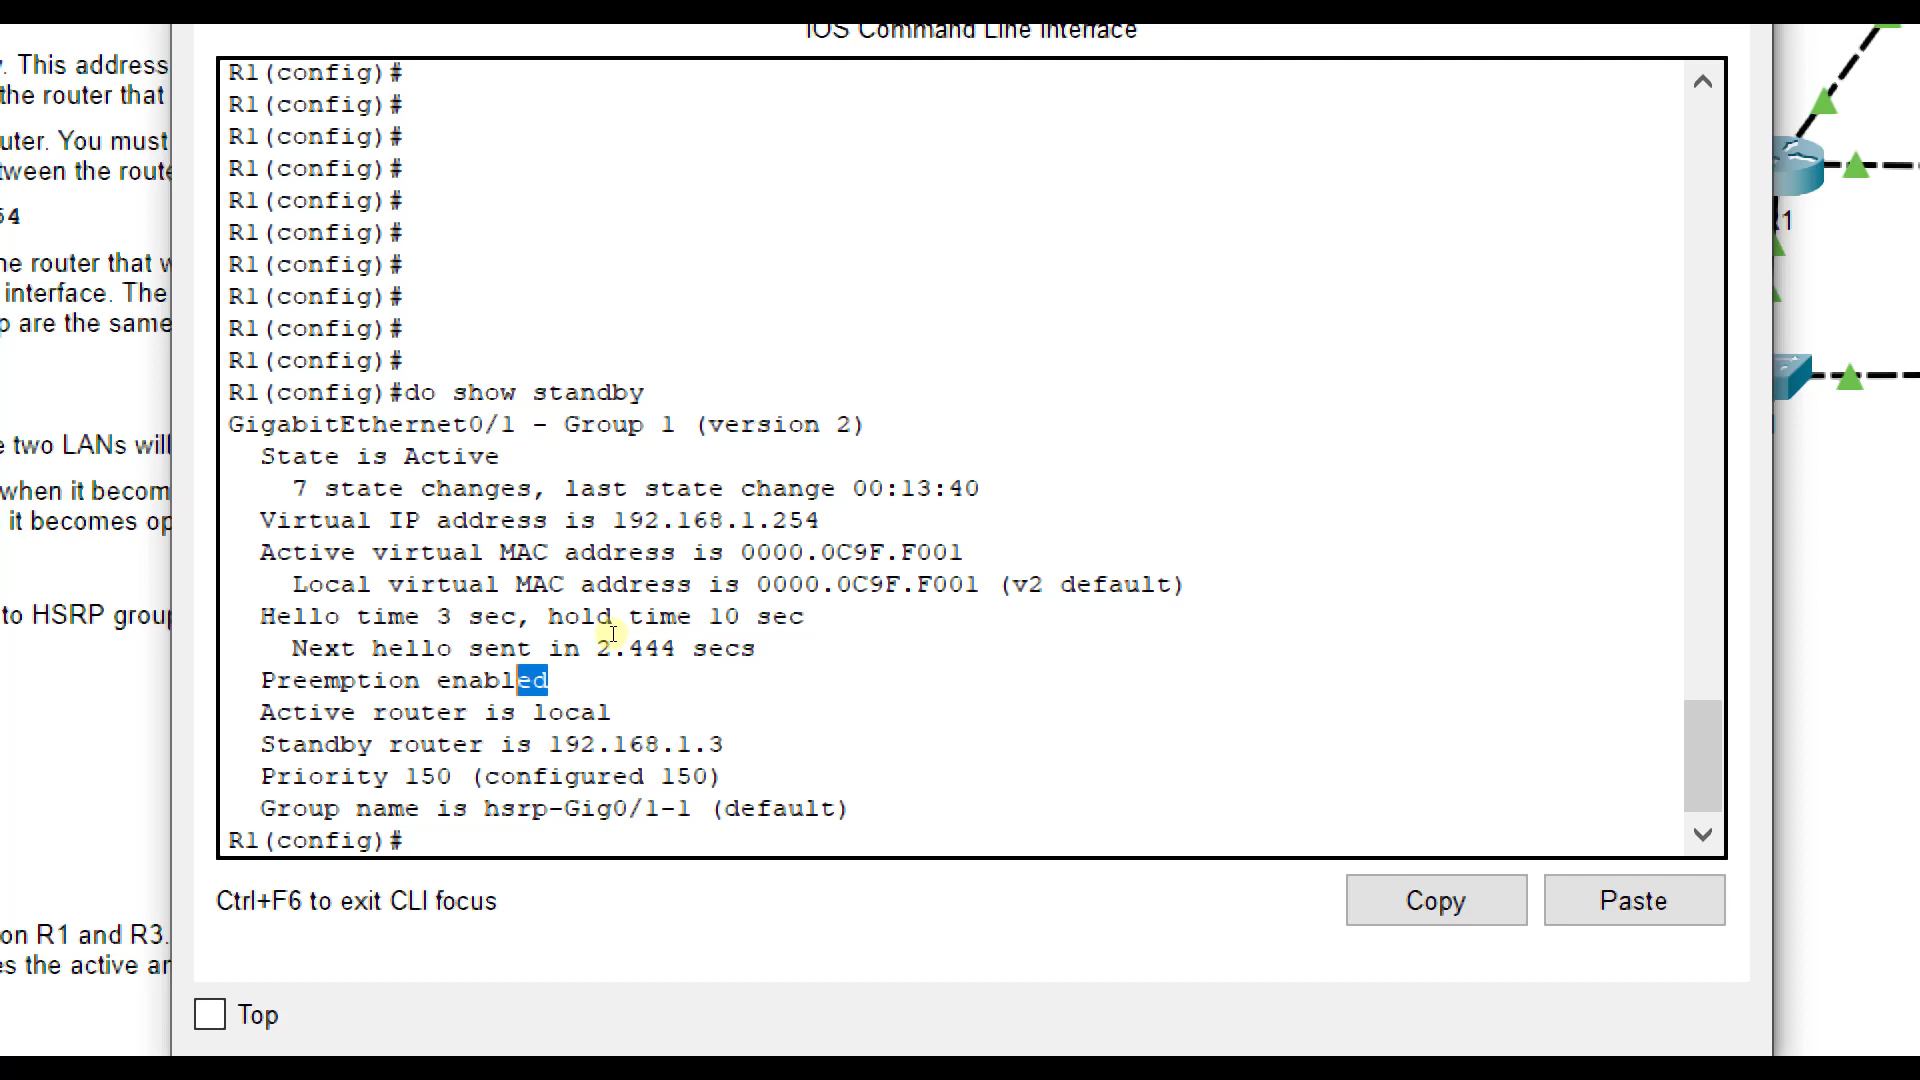 IOS Command Line Interface
y. This address
the router that
uter. You must
tween the route
54
he router that w
interface. The
p are the same
e two LANs will
when it becom
it becomes op
to HSRP group
on R1 and R3.
es the active an
R1(config)#
R1(config)#
R1(config)#
R1(config)#
R1(config)#
R1(config)#
R1(config)#
R1(config)#
R1(config)#
R1(config)#
R1(config)#do show standby
GigabitEthernet0/1 - Group 1 (version 2)
State is Active
7 state changes, last state change 00:13:40
Virtual IP address is 192.168.1.254
Active virtual MAC address is 0000.0C9F.F001
Local virtual MAC address is 0000.0C9F.F001 (v2 default)
Hello time 3 sec, hold time 10 sec
Next hello sent in 2.444 secs
Preemption enabled
Active router is local
Standby router is 192.168.1.3
Priority 150 (configured 150)
Group name is hsrp-Gig0/1-1 (default)
R1(config)#
Ctrl+F6 to exit CLI focus
Copy
Paste
Top
R1